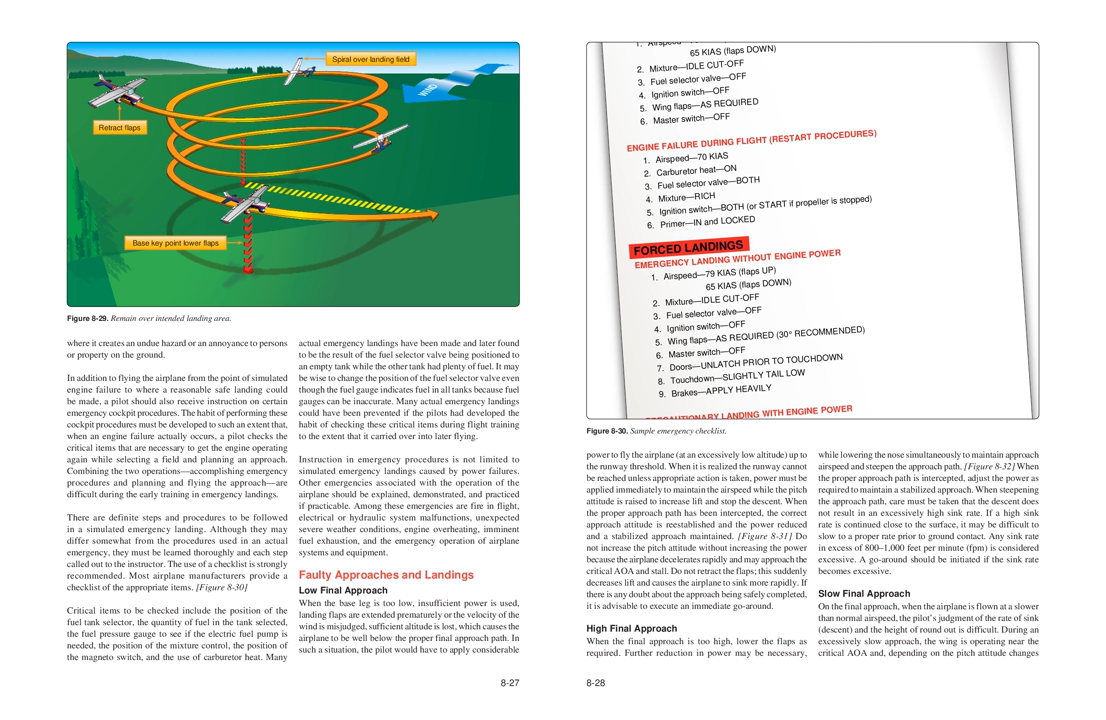 Spiral over landing field
WIND
Retract flaps
Base key point lower flaps
Figure 8-29. Remain over intended landing area.
where it creates an undue hazard or an annoyance to persons
or property on the ground.
In addition to flying the airplane from the point of simulated
engine failure to where a reasonable safe landing could
be made, a pilot should also receive instruction on certain
emergency cockpit procedures. The habit of performing these
cockpit procedures must be developed to such an extent that,
when an engine failure actually occurs, a pilot checks the
critical items that are necessary to get the engine operating
again while selecting a field and planning an approach.
Combining the two operations—accomplishing emergency
procedures and planning and flying the approach—are
difficult during the early training in emergency landings.
There are definite steps and procedures to be followed
in a simulated emergency landing. Although they may
differ somewhat from the procedures used in an actual
emergency, they must be learned thoroughly and each step
called out to the instructor. The use of a checklist is strongly
recommended. Most airplane manufacturers provide a
checklist of the appropriate items. [Figure 8-30]
Critical items to be checked include the position of the
fuel tank selector, the quantity of fuel in the tank selected,
the fuel pressure gauge to see if the electric fuel pump is
needed, the position of the mixture control, the position of
the magneto switch, and the use of carburetor heat. Many
actual emergency landings have been made and later found
to be the result of the fuel selector valve being positioned to
an empty tank while the other tank had plenty of fuel. It may
be wise to change the position of the fuel selector valve even
though the fuel gauge indicates fuel in all tanks because fuel
gauges can be inaccurate. Many actual emergency landings
could have been prevented if the pilots had developed the
habit of checking these critical items during flight training
to the extent that it carried over into later flying.
Instruction in emergency procedures is not limited to
simulated emergency landings caused by power failures.
Other emergencies associated with the operation of the
airplane should be explained, demonstrated, and practiced
if practicable. Among these emergencies are fire in flight,
electrical or hydraulic system malfunctions, unexpected
severe weather conditions, engine overheating, imminent
fuel exhaustion, and the emergency operation of airplane
systems and equipment.
Faulty Approaches and Landings
Low Final Approach
When the base leg is too low, insufficient power is used,
landing flaps are extended prematurely or the velocity of the
wind is misjudged, sufficient altitude is lost, which causes the
airplane to be well below the proper final approach path. In
such a situation, the pilot would have to apply considerable
8-27
1. Airspeed—
65 KIAS (flaps DOWN)
2. Mixture—IDLE CUT-OFF
3. Fuel selector valve—OFF
4. Ignition switch—OFF
5. Wing flaps—AS REQUIRED
6. Master switch—OFF
ENGINE FAILURE DURING FLIGHT (RESTART PROCEDURES)
1. Airspeed—70 KIAS
2. Carburetor heat—ON
3. Fuel selector valve—BOTH
4. Mixture—RICH
5. Ignition switch—BOTH (or START if propeller is stopped)
6. Primer—IN and LOCKED
FORCED LANDINGS
EMERGENCY LANDING WITHOUT ENGINE POWER
1. Airspeed—79 KIAS (flaps UP)
65 KIAS (flaps DOWN)
2. Mixture—IDLE CUT-OFF
3. Fuel selector valve—OFF
4. Ignition switch—OFF
5. Wing flaps—AS REQUIRED (30° RECOMMENDED)
6. Master switch—OFF
7. Doors—UNLATCH PRIOR TO TOUCHDOWN
8. Touchdown—SLIGHTLY TAIL LOW
9. Brakes—APPLY HEAVILY
PRECAUTIONARY LANDING WITH ENGINE POWER
Figure 8-30. Sample emergency checklist.
power to fly the airplane (at an excessively low altitude) up to
the runway threshold. When it is realized the runway cannot
be reached unless appropriate action is taken, power must be
applied immediately to maintain the airspeed while the pitch
attitude is raised to increase lift and stop the descent. When
the proper approach path has been intercepted, the correct
approach attitude is reestablished and the power reduced
and a stabilized approach maintained. [Figure 8-31] Do
not increase the pitch attitude without increasing the power
because the airplane decelerates rapidly and may approach the
critical AOA and stall. Do not retract the flaps; this suddenly
decreases lift and causes the airplane to sink more rapidly. If
there is any doubt about the approach being safely completed,
it is advisable to execute an immediate go-around.
High Final Approach
When the final approach is too high, lower the flaps as
required. Further reduction in power may be necessary,
while lowering the nose simultaneously to maintain approach
airspeed and steepen the approach path. [Figure 8-32] When
the proper approach path is intercepted, adjust the power as
required to maintain a stabilized approach. When steepening
the approach path, care must be taken that the descent does
not result in an excessively high sink rate. If a high sink
rate is continued close to the surface, it may be difficult to
slow to a proper rate prior to ground contact. Any sink rate
in excess of 800–1,000 feet per minute (fpm) is considered
excessive. A go-around should be initiated if the sink rate
becomes excessive.
Slow Final Approach
On the final approach, when the airplane is flown at a slower
than normal airspeed, the pilot's judgment of the rate of sink
(descent) and the height of round out is difficult. During an
excessively slow approach, the wing is operating near the
critical AOA and, depending on the pitch attitude changes
8-28